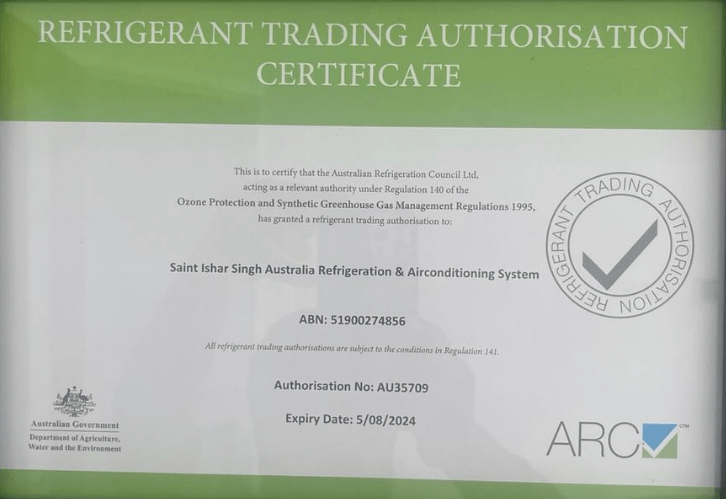 REFRIGERANT TRADING AUTHORISATION
CERTIFICATE
This is to certify that the Australian Refrigeration Council Ltd,
acting as a relevant authority under Regulation 140 of the
Ozone Protection and Synthetic Greenhouse Gas Management Regulations 1995,
has granted a refrigerant trading authorisation to:
REFRIGERANT TRADING AUTHORISATION
Saint Ishar Singh Australia Refrigeration & Airconditioning System
ABN: 51900274856
All refrigerant trading authorisations are subject to the conditions in Regulation 141.
Authorisation No: AU35709
Expiry Date: 5/08/2024
Australian Government
Department of Agriculture,
Water and the Environment
ARC